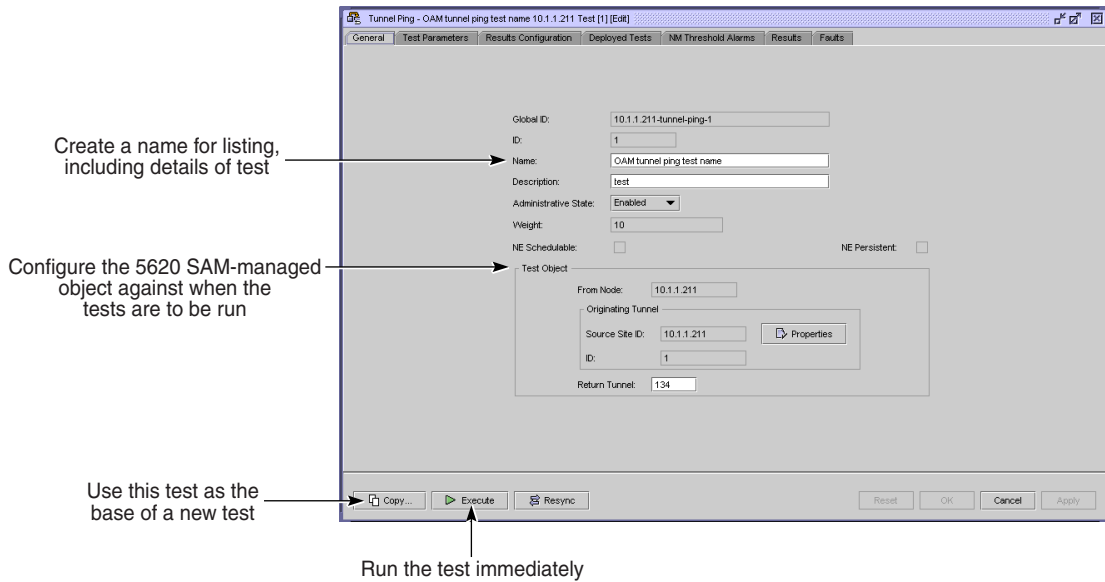 Tunnel Ping - OAM tunnel ping test name 10.1.1.211 Test [1] [Edit]
General Test Parameters Results Configuration Deployed Tests NM Threshold Alarms Results Faults
Global ID: 10.1.1.211-tunnel-ping-1
ID: 1
Create a name for listing,
including details of test
Name: OAM tunnel ping test name
Description: test
Administrative State: Enabled
Weight: 10
NE Schedulable: NE Persistent:
Configure the 5620 SAM-managed
object against when the
tests are to be run
Test Object
From Node: 10.1.1.211
Originating Tunnel
Source Site ID: 10.1.1.211 Properties
ID: 1
Return Tunnel: 134
Use this test as the
base of a new test
Copy... Execute Resync Reset OK Cancel Apply
Run the test immediately